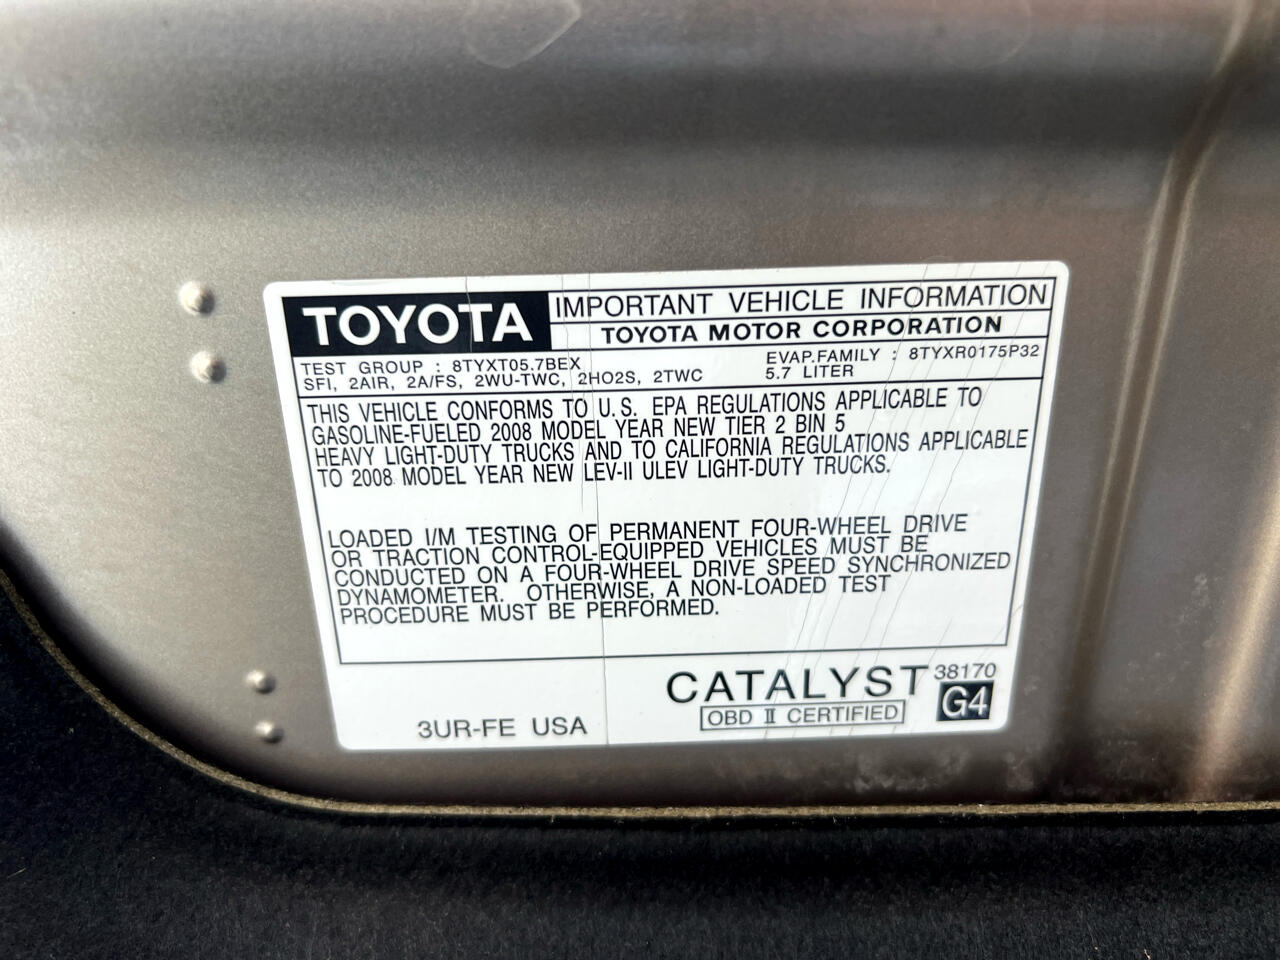 TOYOTA IMPORTANT VEHICLE INFORMATION
TOYOTA MOTOR CORPORATION
TEST GROUP : 8TYXT05.7BEX EVAP.FAMILY : 8TYXR0175P32
SFI, 2AIR, 2A/FS, 2WU-TWC, 2HO2S, 2TWC 5.7 LITER
THIS VEHICLE CONFORMS TO U.S. EPA REGULATIONS APPLICABLE TO
GASOLINE-FUELED 2008 MODEL YEAR NEW TIER 2 BIN 5
HEAVY LIGHT-DUTY TRUCKS AND TO CALIFORNIA REGULATIONS APPLICABLE
TO 2008 MODEL YEAR NEW LEV-II ULEV LIGHT-DUTY TRUCKS.
LOADED I/M TESTING OF PERMANENT FOUR-WHEEL DRIVE
OR TRACTION CONTROL-EQUIPPED VEHICLES MUST BE
CONDUCTED ON A FOUR-WHEEL DRIVE SPEED SYNCHRONIZED
DYNAMOMETER. OTHERWISE, A NON-LOADED TEST
PROCEDURE MUST BE PERFORMED.
CATALYST 38170
3UR-FE USA OBD II CERTIFIED G4